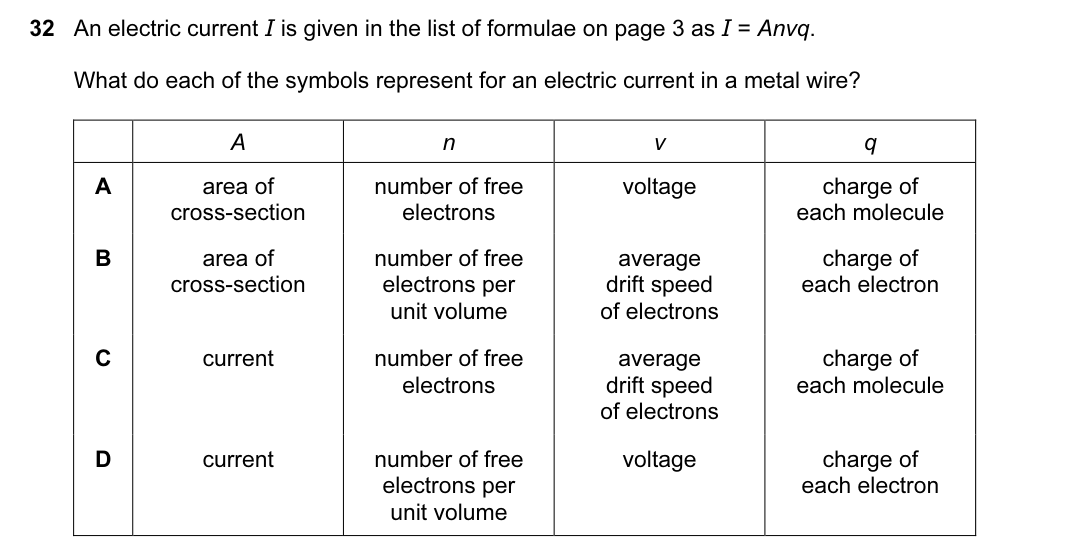 32 An electric current I is given in the list of formulae on page 3 as I = Anvq.
What do each of the symbols represent for an electric current in a metal wire?
A n v q
A area of cross-section number of free electrons voltage charge of each molecule
B area of cross-section number of free electrons per unit volume average drift speed of electrons charge of each electron
C current number of free electrons average drift speed of electrons charge of each molecule
D current number of free electrons per unit volume voltage charge of each electron